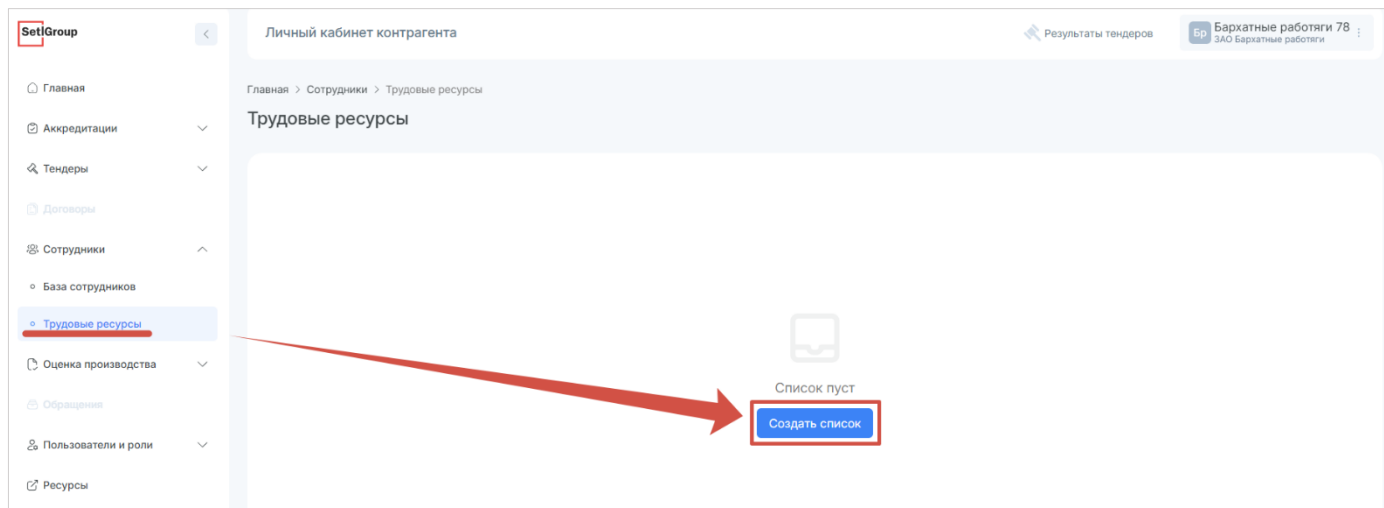 SetlGroup
Личный кабинет контрагента
Результаты тендеров
Бр
Бархатные работяги 78
ЗАО Бархатные работяги
Главная
Аккредитации
Тендеры
Договоры
Сотрудники
База сотрудников
Трудовые ресурсы
Оценка производства
Обращения
Пользователи и роли
Ресурсы
Главная > Сотрудники > Трудовые ресурсы
Трудовые ресурсы
Список пуст
Создать список